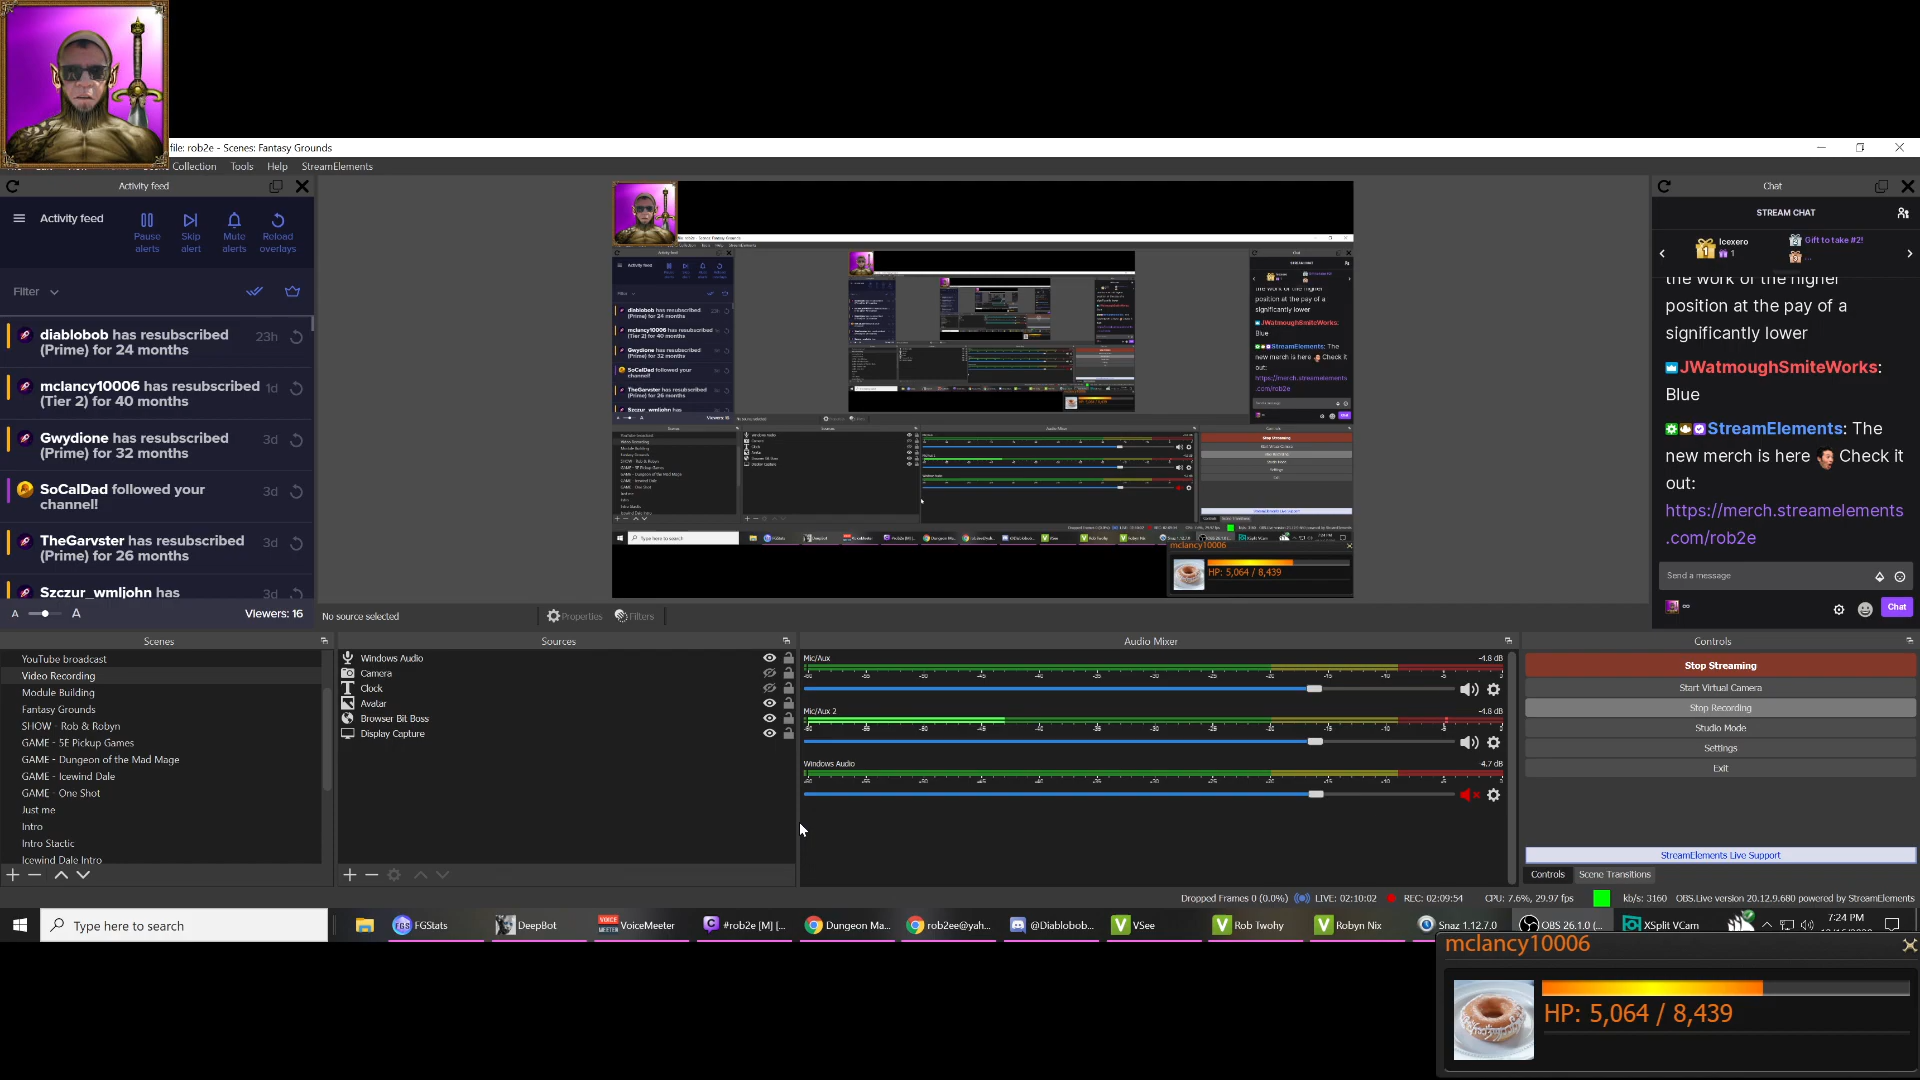 file: rob2e - Scenes: Fantasy Grounds
Collection Tools Help StreamElements
Activity feed
Activity feed
Pause alerts
Skip alert
Mute alerts
Reload overlays
Filter
diablobob has resubscribed
(Prime) for 24 months
23h
mclancy10006 has resubscribed
(Tier 2) for 40 months
1d
Gwydione has resubscribed
(Prime) for 32 months
3d
SoCalDad followed your
channel!
3d
TheGarvster has resubscribed
(Prime) for 26 months
3d
Szczur_wmljohn has
3d
A A Viewers: 16
Chat
STREAM CHAT
Icexero
1
Gift to take #2!
the work of the higher
position at the pay of a
significantly lower
JWatmoughSmiteWorks:
Blue
StreamElements: The
new merch is here Check it
out:
https://merch.streamelements
.com/rob2e
Send a message
Chat
No source selected
Properties
Filters
Scenes
YouTube broadcast
Video Recording
Module Building
Fantasy Grounds
SHOW - Rob & Robyn
GAME - 5E Pickup Games
GAME - Dungeon of the Mad Mage
GAME - Icewind Dale
GAME - One Shot
Just me
Intro
Intro Stactic
Icewind Dale Intro
Sources
Windows Audio
Camera
Clock
Avatar
Browser Bit Boss
Display Capture
Audio Mixer
Mic/Aux -4.8 dB
Mic/Aux 2 -4.8 dB
Windows Audio -4.7 dB
Controls
Stop Streaming
Start Virtual Camera
Stop Recording
Studio Mode
Settings
Exit
StreamElements Live Support
Controls Scene Transitions
Dropped Frames 0 (0.0%) LIVE: 02:10:02 REC: 02:09:54 CPU: 7.6%, 29.97 fps kb/s: 3160 OBS.Live version 20.12.9.680 powered by StreamElements
Type here to search
FGStats
DeepBot
VoiceMeeter
#rob2e [M] [...
Dungeon Ma...
rob2ee@yah...
@Diablobob...
VSee
Rob Twohy
Robyn Nix
Snaz 1.12.7.0
OBS 26.1.0 (...
XSplit VCam
7:24 PM
mclancy10006
HP: 5,064 / 8,439